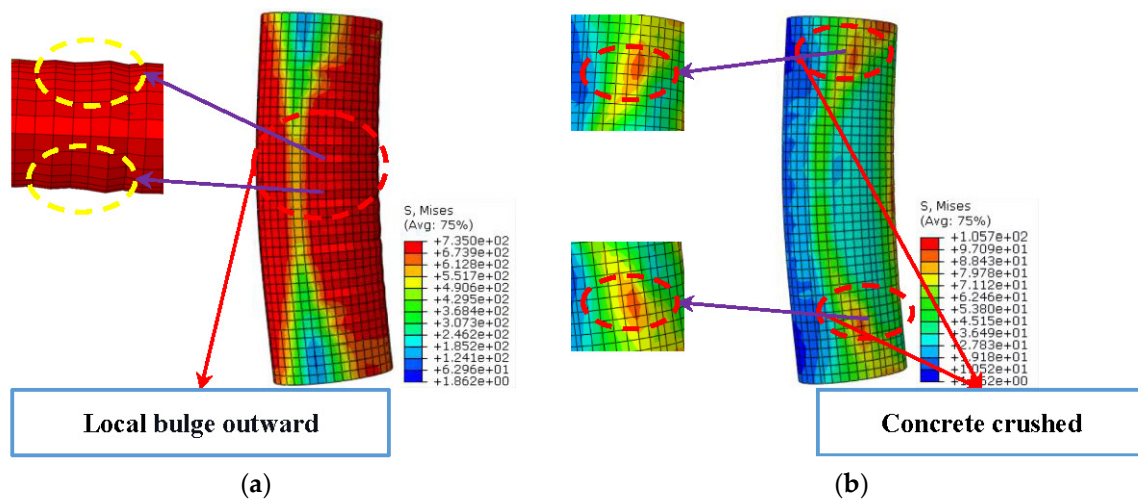 S, Mises
(Avg: 75%)
+7.350e+02
+6.739e+02
+6.128e+02
+5.517e+02
+4.906e+02
+4.295e+02
+3.684e+02
+3.073e+02
+2.462e+02
+1.852e+02
+1.241e+02
+6.296e+01
+1.862e+00
Local bulge outward
(a)
S, Mises
(Avg: 75%)
+1.057e+02
+9.709e+01
+8.843e+01
+7.978e+01
+7.112e+01
+6.246e+01
+5.380e+01
+4.515e+01
+3.649e+01
+2.783e+01
+1.918e+01
+1.052e+01
Concrete crushed
(b)